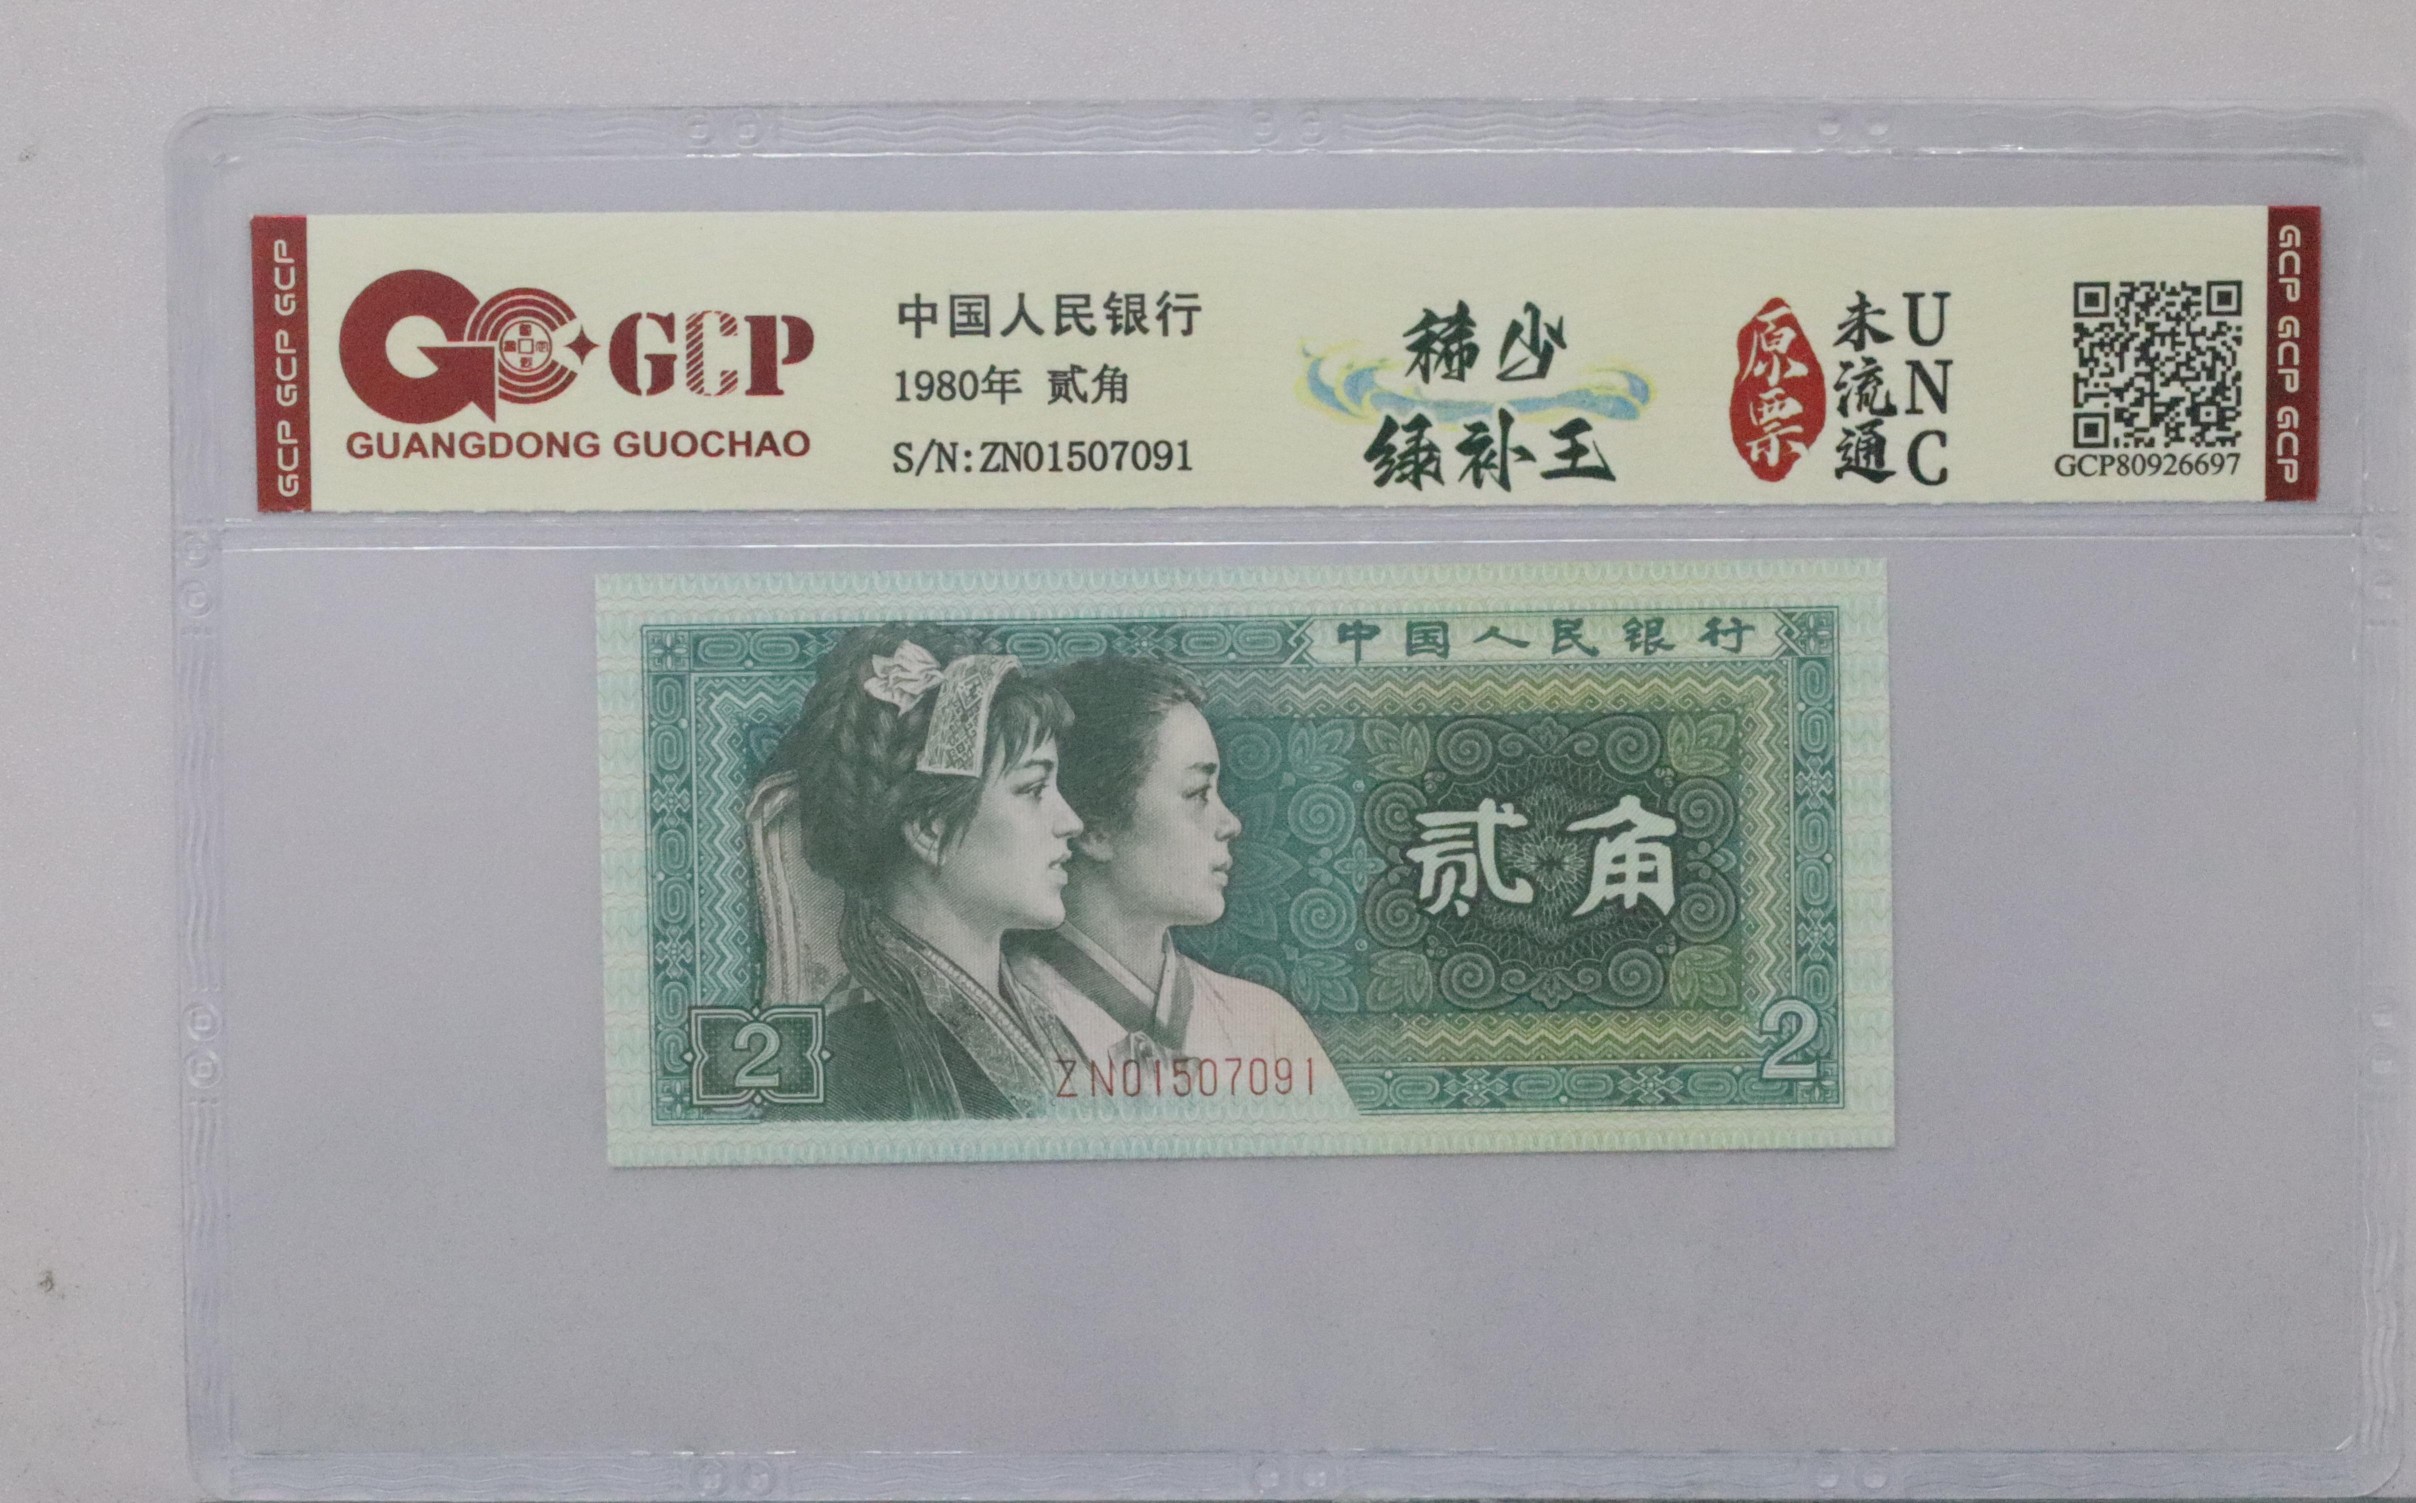 GCP GCP GCP
GCP
GUANGDONG GUOCHAO
中国人民银行
1980年 贰角
S/N:ZN01507091
稀少
绿补王
原票
未流通
UNC
GCP80926697
GCP GCP GCP
中国人民银行
贰角
2
2
ZN01507091